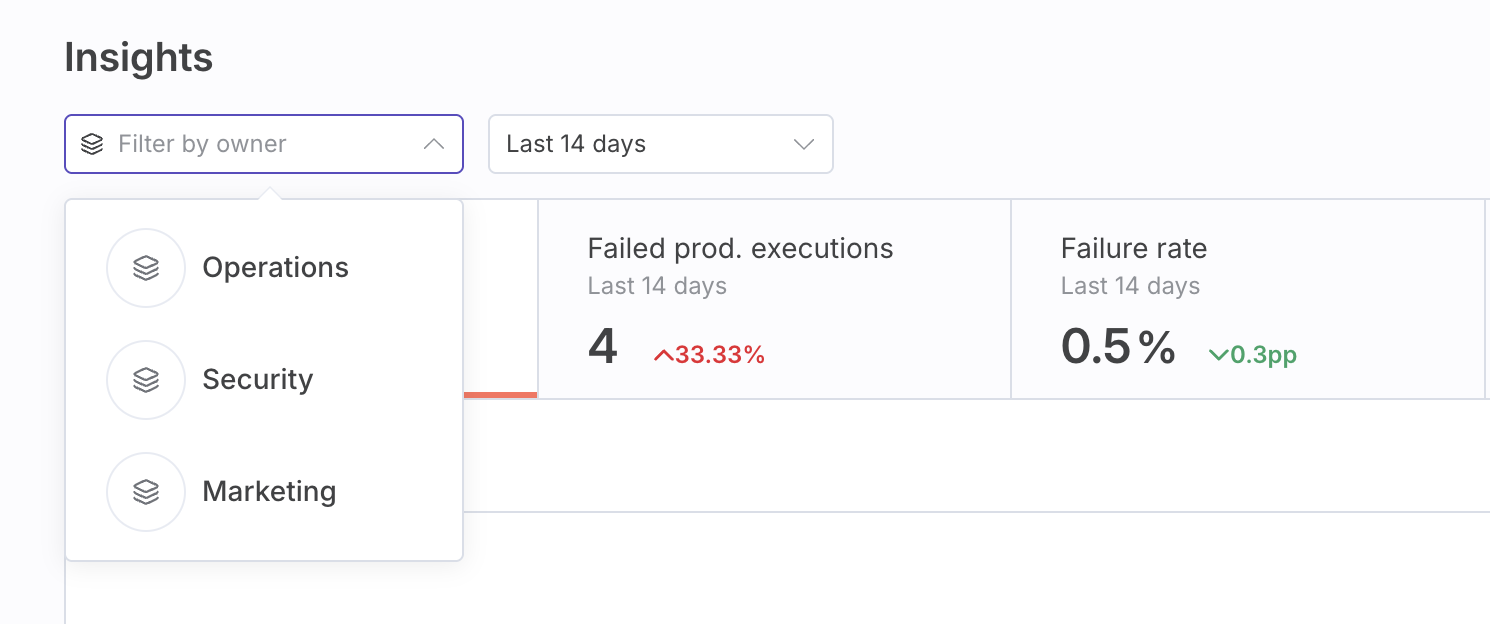 Insights
Filter by owner
Last 14 days
Operations
Security
Marketing
Failed prod. executions
Last 14 days
4 33.33%
Failure rate
Last 14 days
0.5% 0.3pp